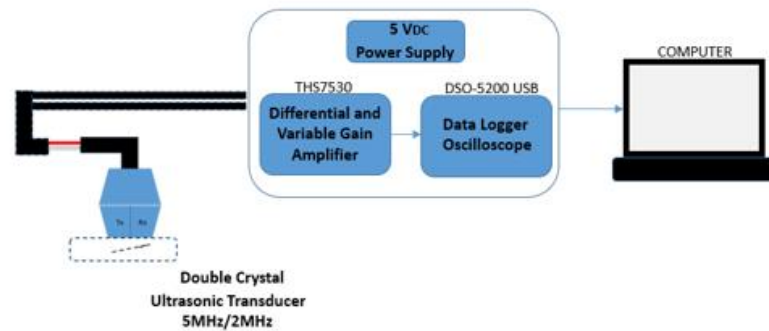 5 VDC
Power Supply
COMPUTER
THS7530
DSO-5200 USB
Differential and
Variable Gain
Amplifier
Data Logger
Oscilloscope
Tx Rx
Double Crystal
Ultrasonic Transducer
5MHz/2MHz